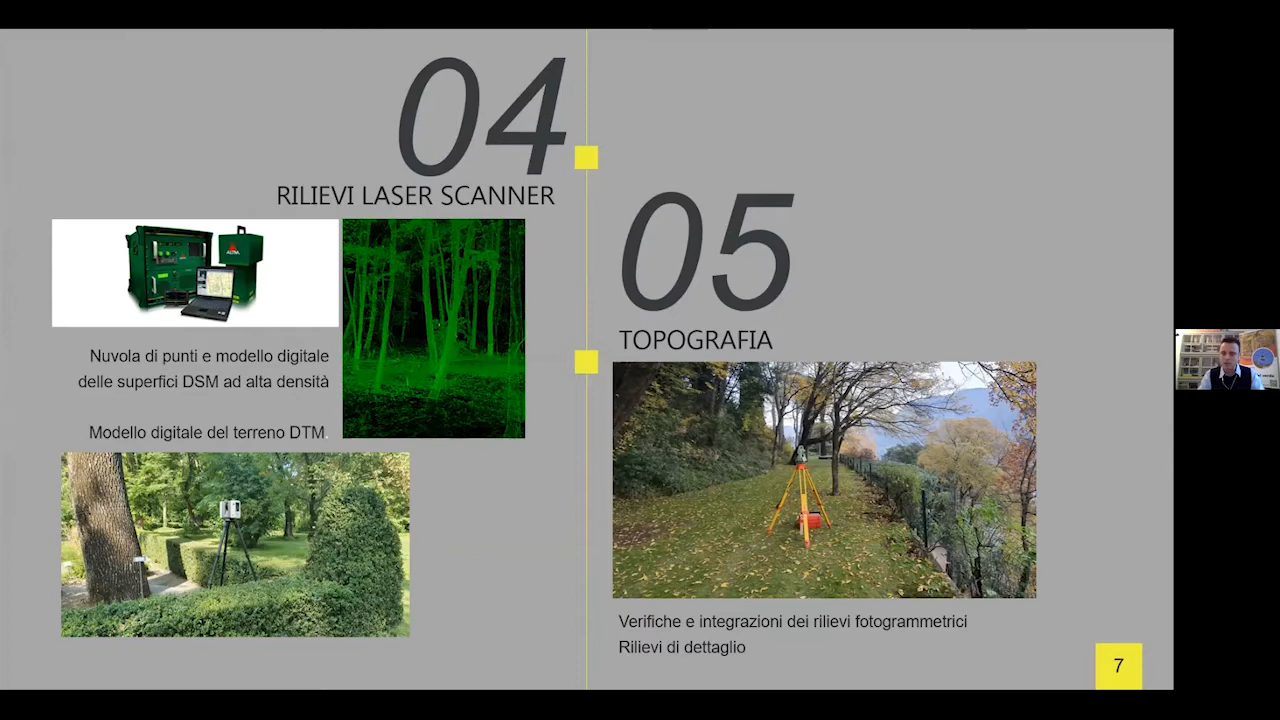 04
RILIEVI LASER SCANNER
ALTRA
Nuvola di punti e modello digitale
delle superfici DSM ad alta densità
Modello digitale del terreno DTM.
05
TOPOGRAFIA
Verifiche e integrazioni dei rilievi fotogrammetrici
Rilievi di dettaglio
7